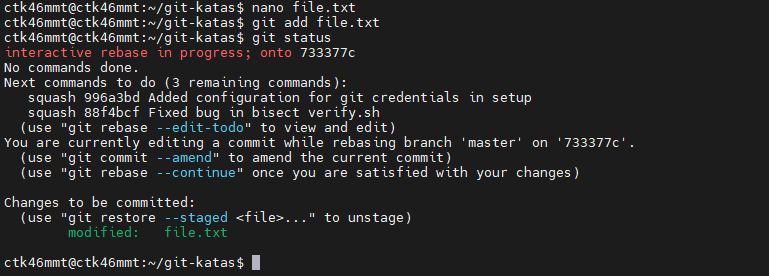 ctk46mmt@ctk46mmt:~/git-katas$ nano file.txt
ctk46mmt@ctk46mmt:~/git-katas$ git add file.txt
ctk46mmt@ctk46mmt:~/git-katas$ git status
interactive rebase in progress; onto 733377c
No commands done.
Next commands to do (3 remaining commands):
   squash 996a3bd Added configuration for git credentials in setup
   squash 88f4bcf Fixed bug in bisect verify.sh
  (use "git rebase --edit-todo" to view and edit)
You are currently editing a commit while rebasing branch 'master' on '733377c'.
  (use "git commit --amend" to amend the current commit)
  (use "git rebase --continue" once you are satisfied with your changes)

Changes to be committed:
  (use "git restore --staged <file>..." to unstage)
        modified:   file.txt

ctk46mmt@ctk46mmt:~/git-katas$